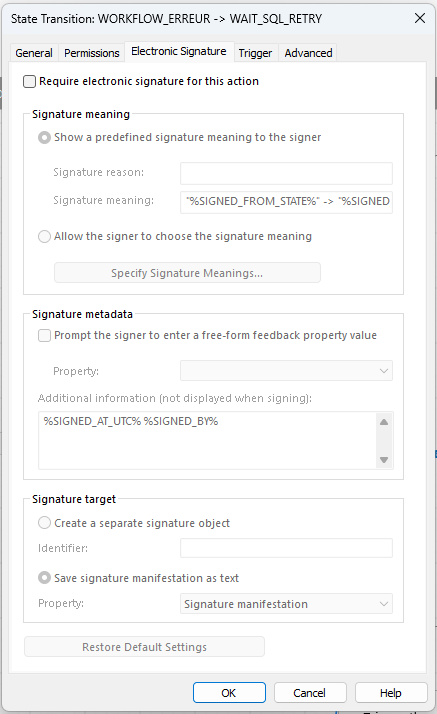 State Transition: WORKFLOW_ERREUR -> WAIT_SQL_RETRY
General Permissions Electronic Signature Trigger Advanced
Require electronic signature for this action
Signature meaning
Show a predefined signature meaning to the signer
Signature reason:
Signature meaning: "%SIGNED_FROM_STATE%" -> "%SIGNED
Allow the signer to choose the signature meaning
Specify Signature Meanings...
Signature metadata
Prompt the signer to enter a free-form feedback property value
Property:
Additional information (not displayed when signing):
%SIGNED_AT_UTC% %SIGNED_BY%
Signature target
Create a separate signature object
Identifier:
Save signature manifestation as text
Property: Signature manifestation
Restore Default Settings
OK Cancel Help